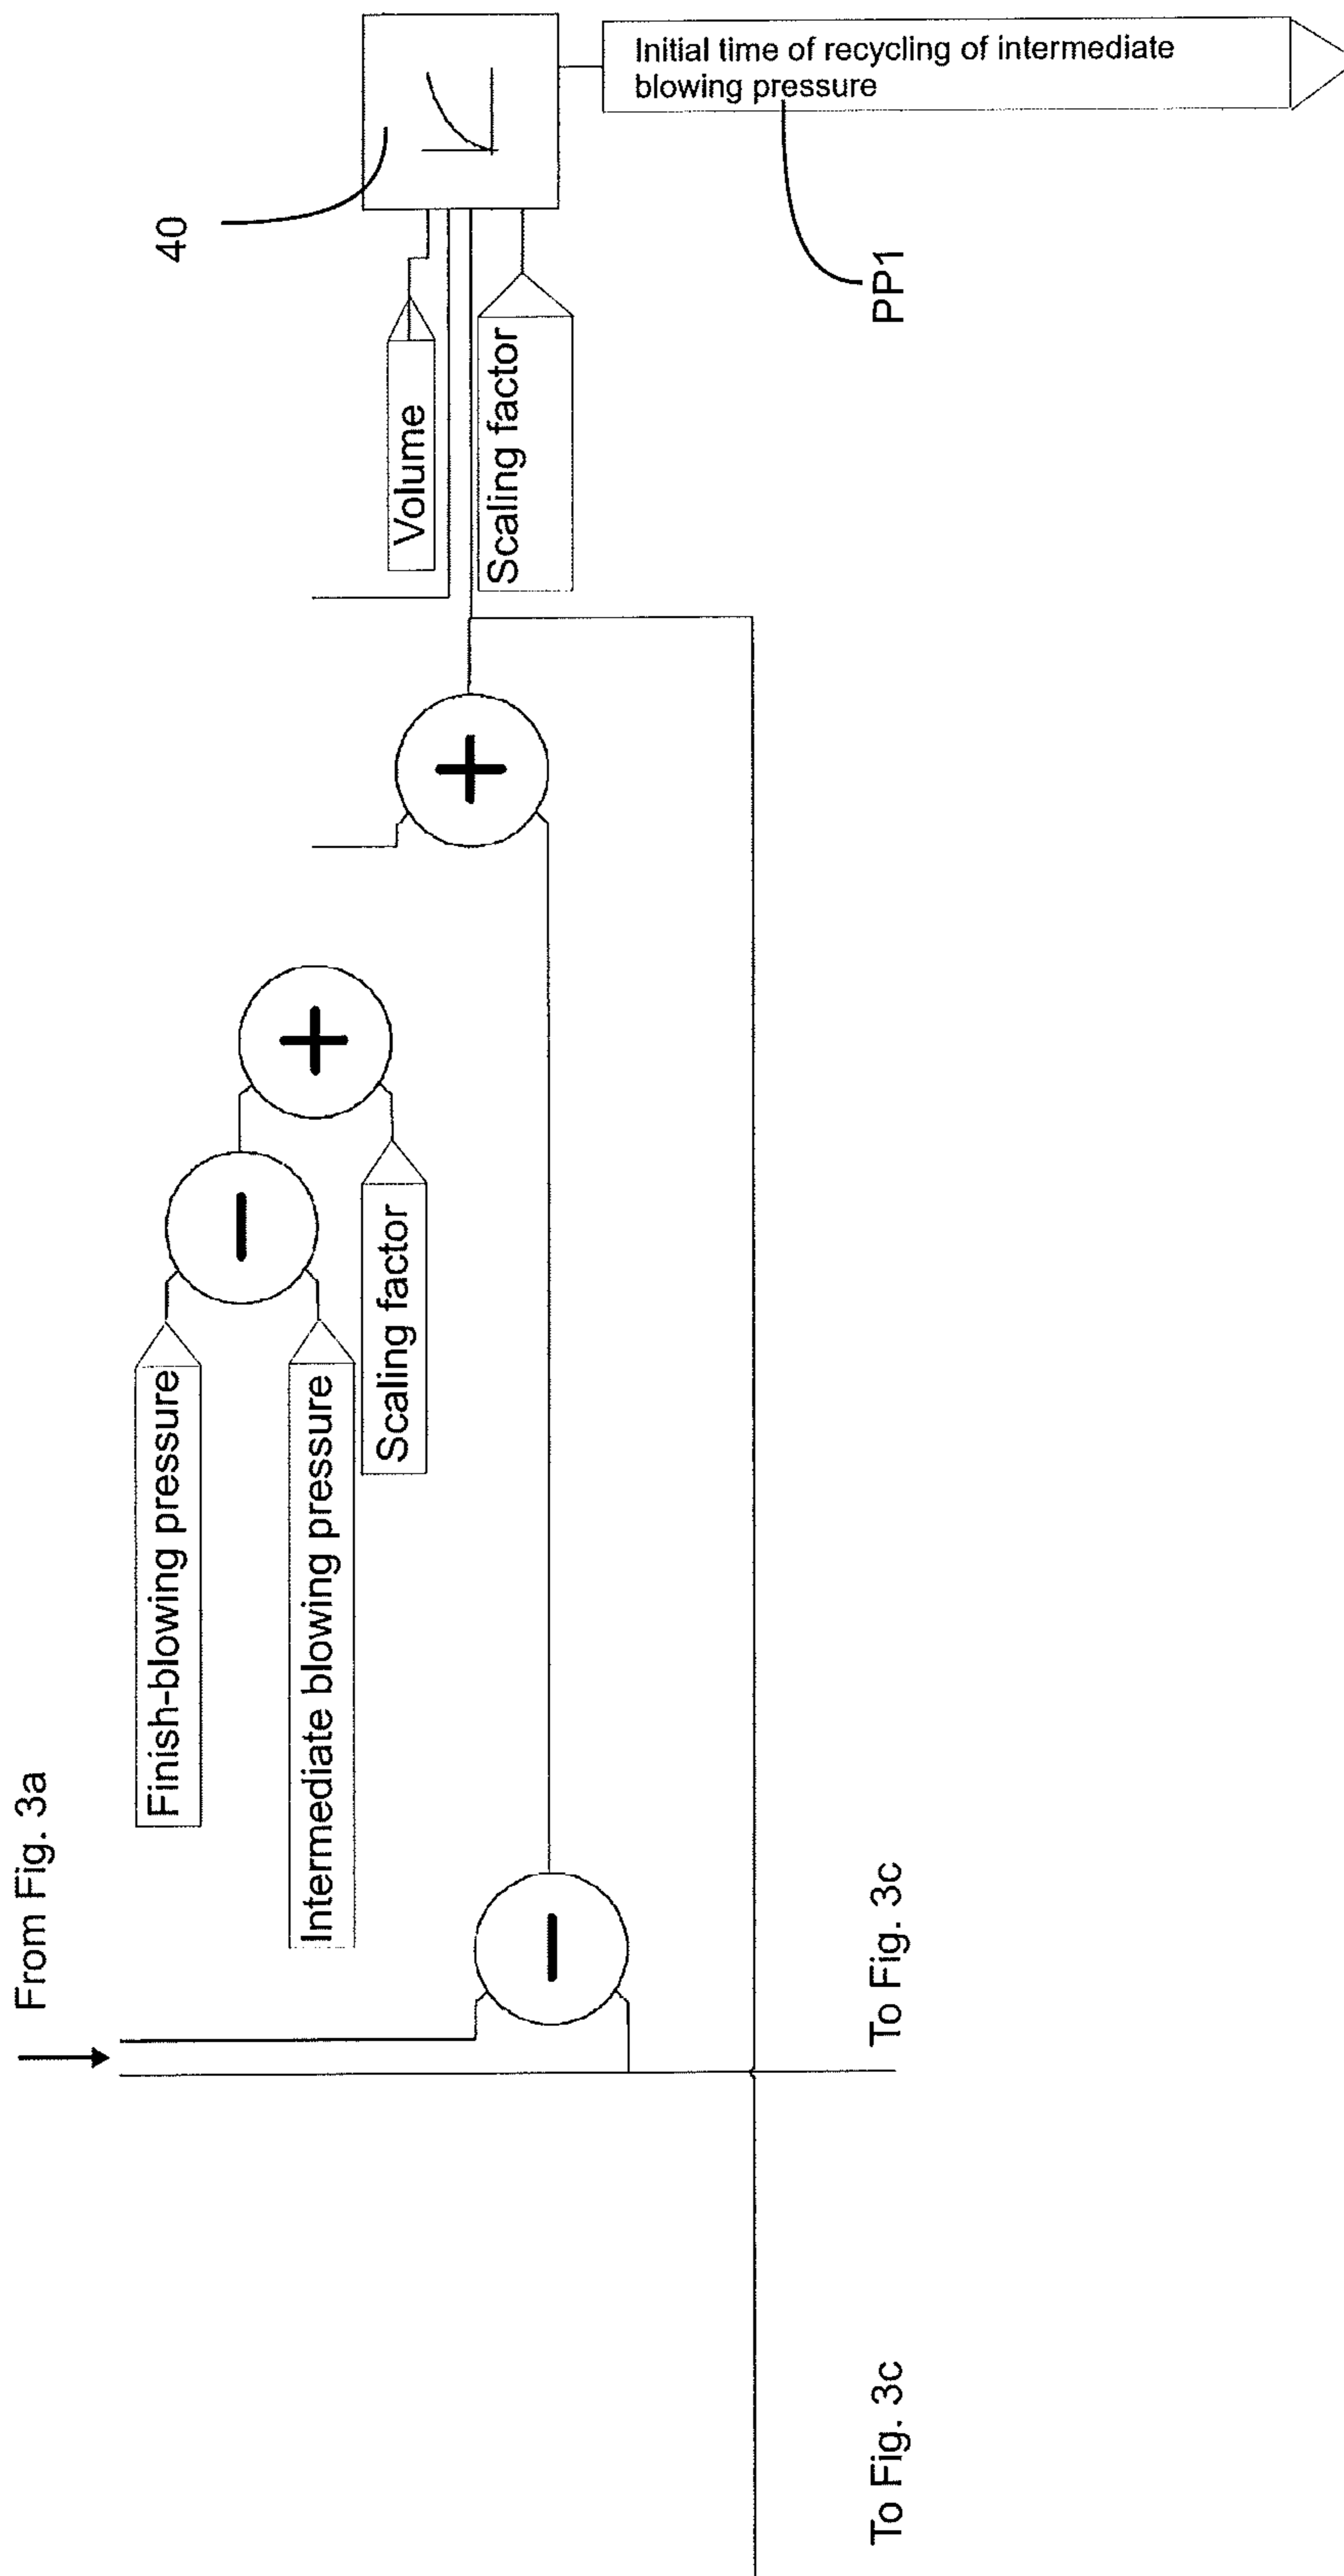 From Fig. 3a
Finish-blowing pressure
Intermediate blowing pressure
Scaling factor
Volume
Scaling factor
40
Initial time of recycling of intermediate
blowing pressure
PP1
To Fig. 3c
To Fig. 3c